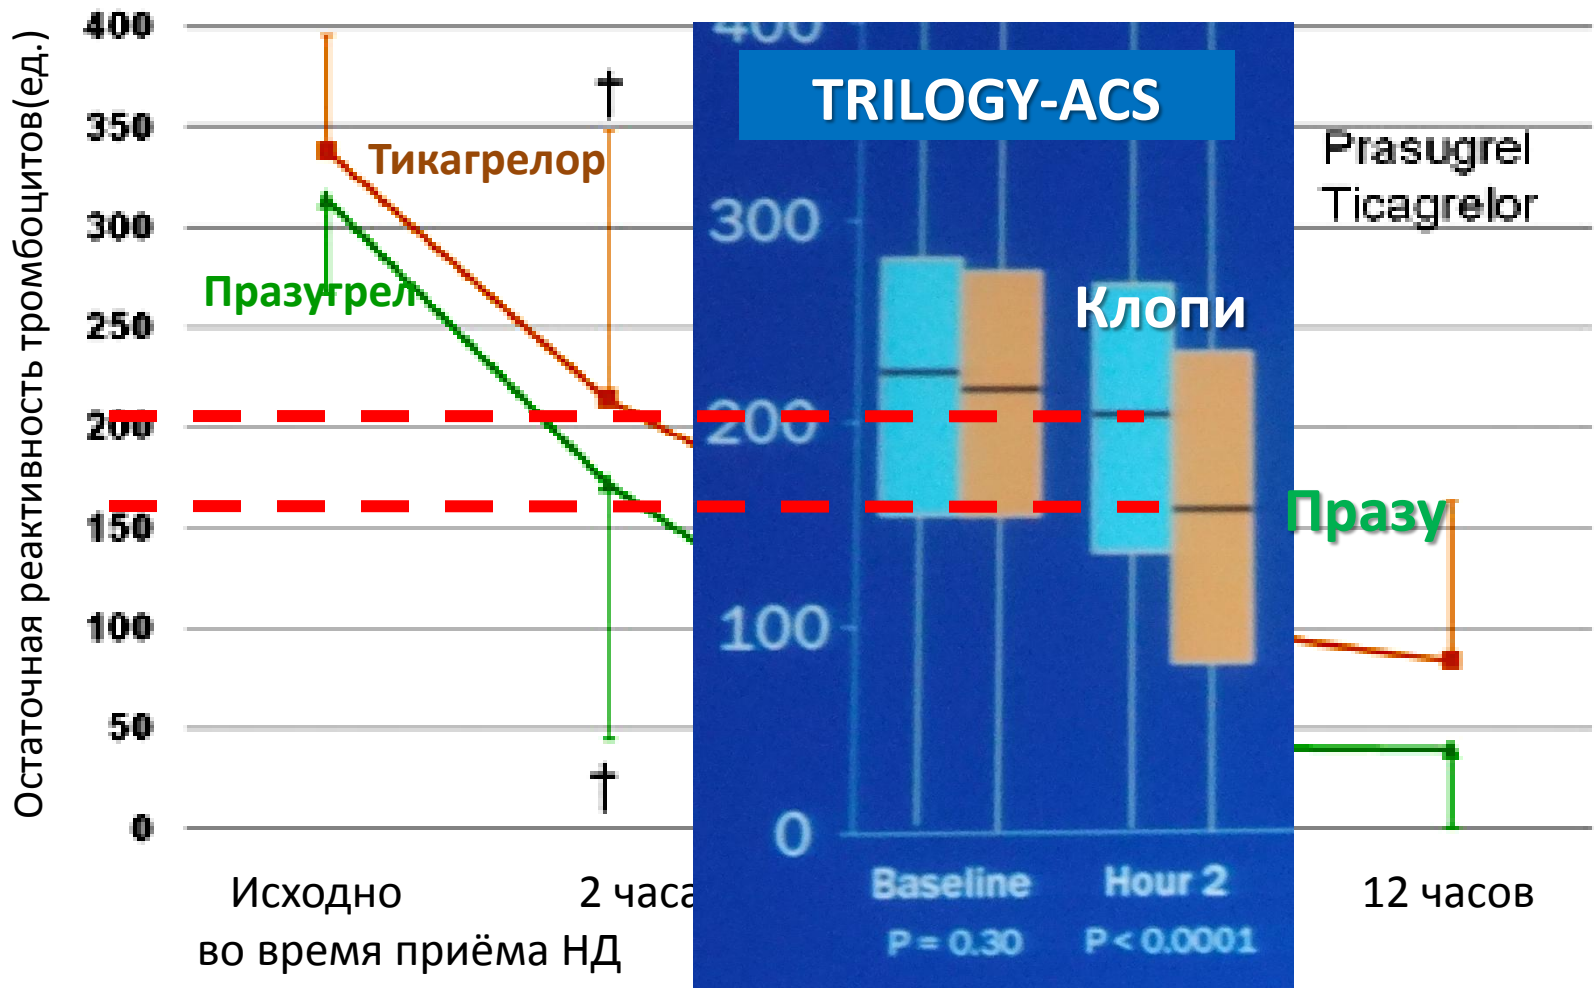 Остаточная реактивность тромбоцитов(ед.)
400
350
300
250
200
150
100
50
0
†
Тикагрелор
Празугрел
†
Исходно
2 часа
во время приёма НД
400
TRILOGY-ACS
300
200
100
0
Клопи
Baseline
Hour 2
P = 0.30
P < 0.0001
Prasugrel
Ticagrelor
Празу
12 часов